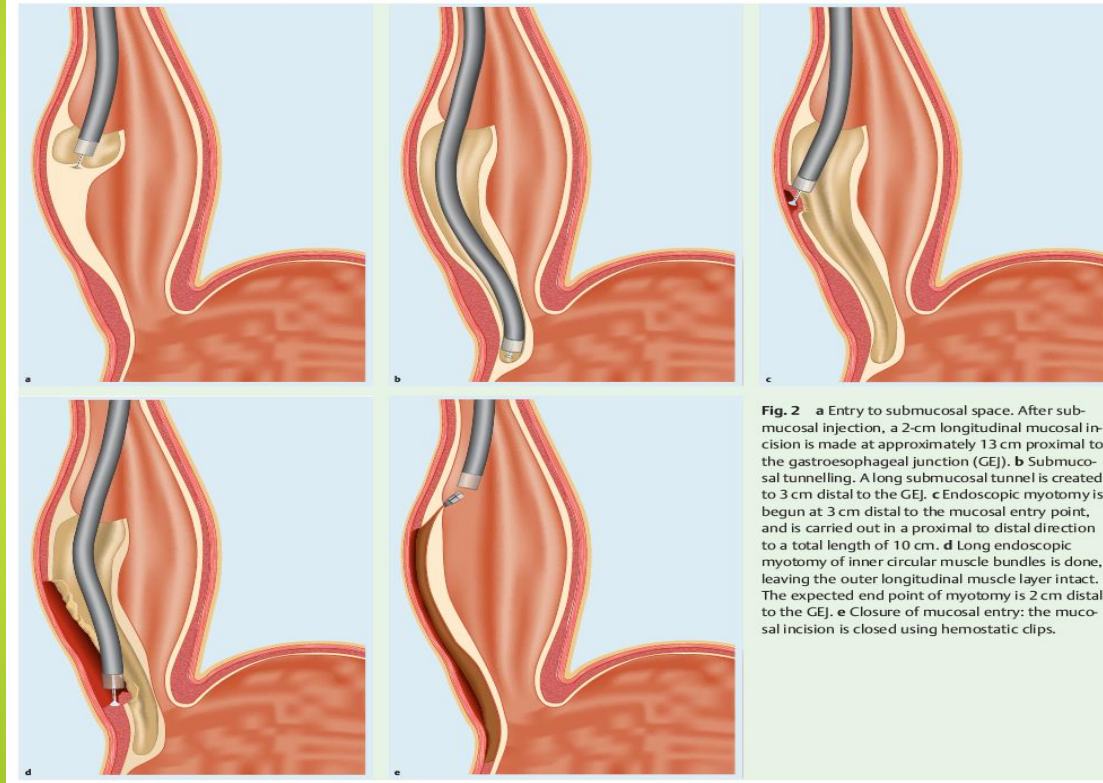 a
b
c
Fig. 2 a Entry to submucosal space. After sub-
mucosal injection, a 2-cm longitudinal mucosal in-
cision is made at approximately 13 cm proximal to
the gastroesophageal junction (GEJ). b Submuco-
sal tunnelling. A long submucosal tunnel is created
to 3 cm distal to the GEJ. c Endoscopic myotomy is
begun at 3 cm distal to the mucosal entry point,
and is carried out in a proximal to distal direction
to a total length of 10 cm. d Long endoscopic
myotomy of inner circular muscle bundles is done,
leaving the outer longitudinal muscle layer intact.
The expected end point of myotomy is 2 cm distal
to the GEJ. e Closure of mucosal entry: the muco-
sal incision is closed using hemostatic clips.
d
e